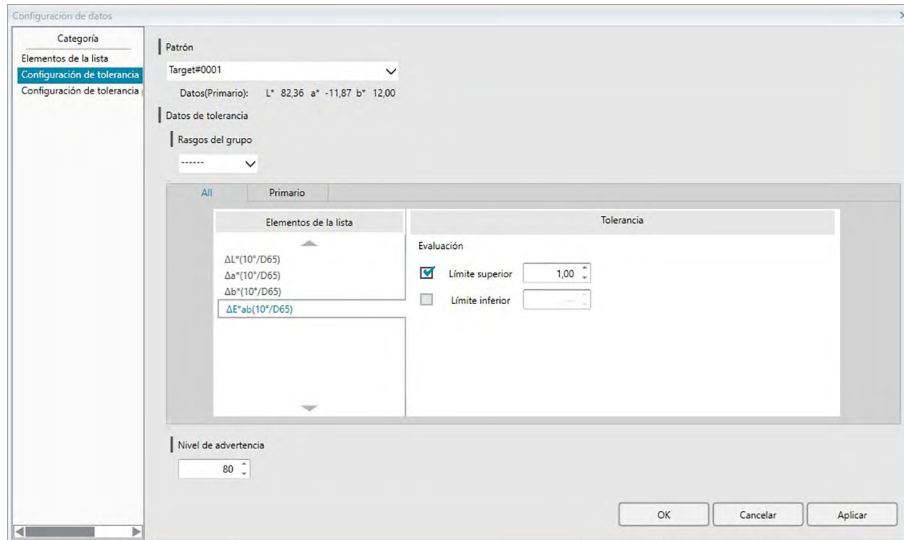 Configuración de datos
Categoría
Elementos de la lista
Configuración de tolerancia
Configuración de tolerancia
Patrón
Target#0001
Datos(Primario): L* 82,36 a* -11,87 b* 12,00
Datos de tolerancia
Rasgos del grupo
------
All Primario
Elementos de la lista
ΔL*(10°/D65)
Δa*(10°/D65)
Δb*(10°/D65)
ΔE*ab(10°/D65)
Tolerancia
Evaluación
Límite superior 1,00
Límite inferior ---
Nivel de advertencia
80
OK Cancelar Aplicar